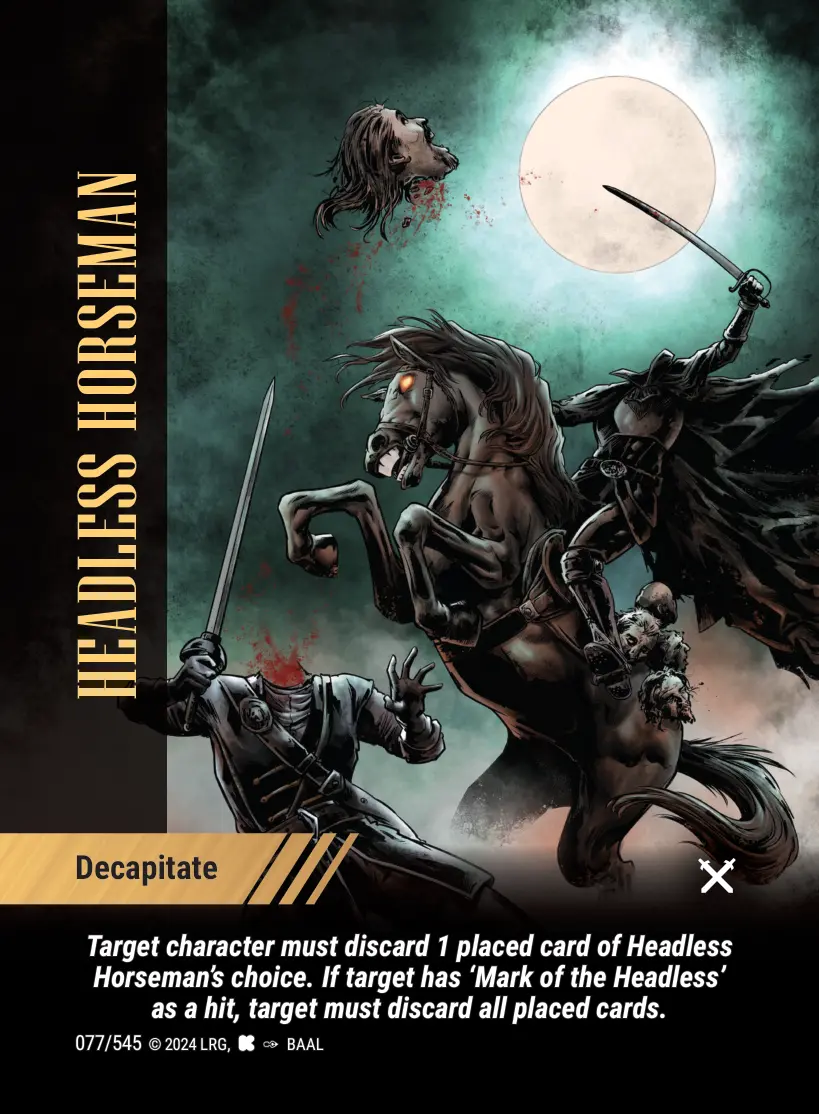 HEADLESS HORSEMAN
Decapitate
Target character must discard 1 placed card of Headless
Horseman's choice. If target has ‘Mark of the Headless’
as a hit, target must discard all placed cards.
077/545 © 2024 LRG, BAAL